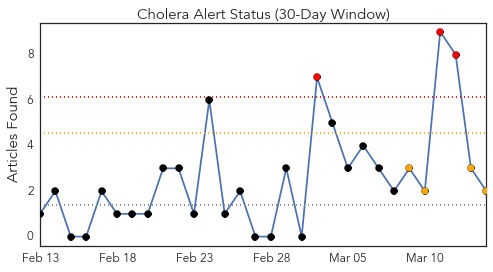 Cholera Alert Status (30-Day Window)
Articles Found
8
6
4
2
0
Feb 13 Feb 18 Feb 23 Feb 28 Mar 05 Mar 10